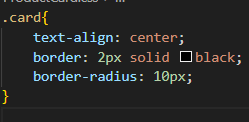 .card{
text-align: center;
border: 2px solid black;
border-radius: 10px;
}